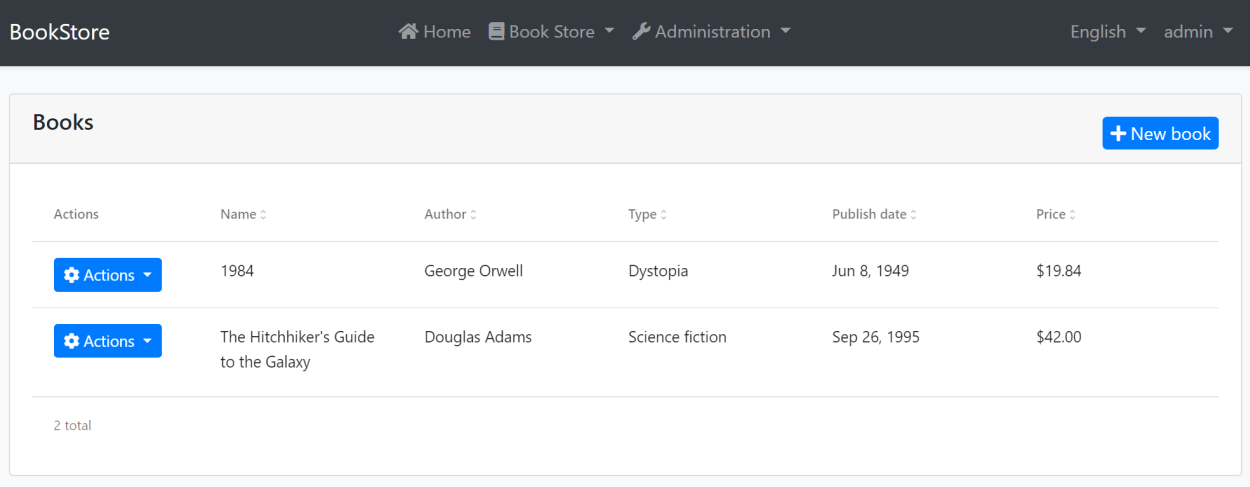 BookStore Home Book Store Administration English admin
Books
New book
Actions Name Author Type Publish date Price
Actions 1984 George Orwell Dystopia Jun 8, 1949 $19.84
Actions The Hitchhiker's Guide Douglas Adams Science fiction Sep 26, 1995 $42.00
to the Galaxy
2 total